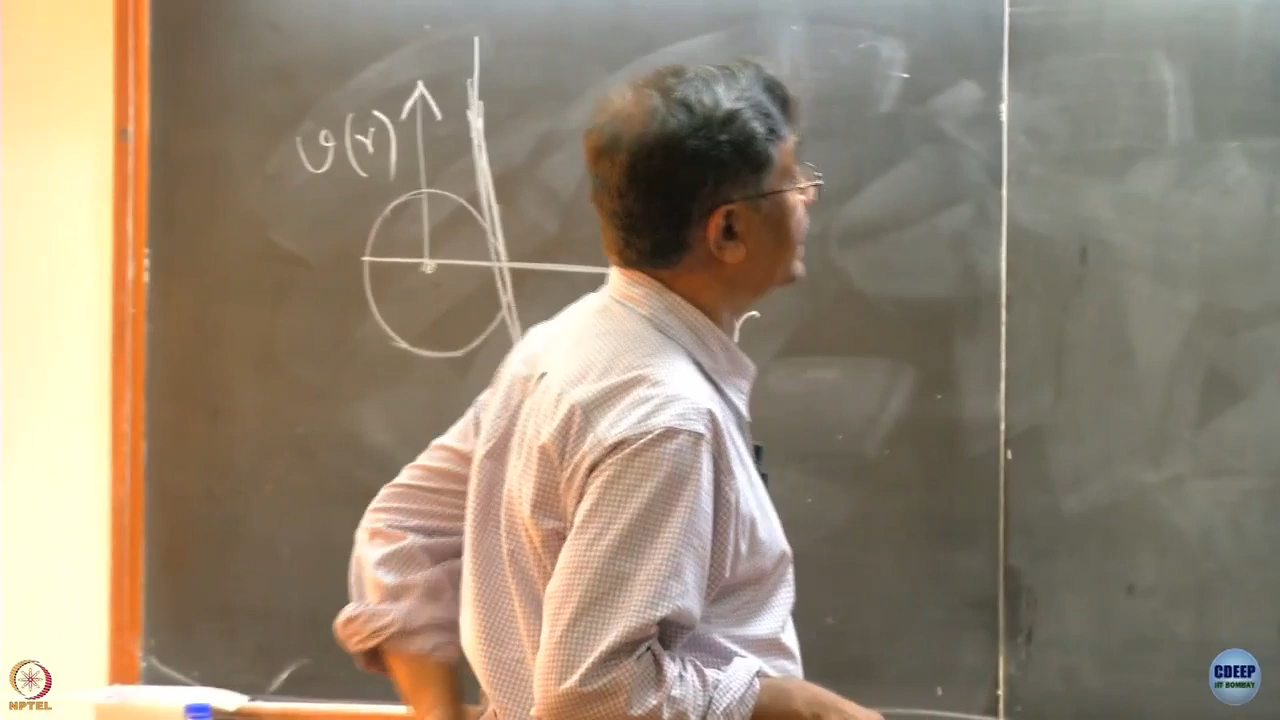 υ(r)
r
NPTEL
CDEEP
IIT BOMBAY